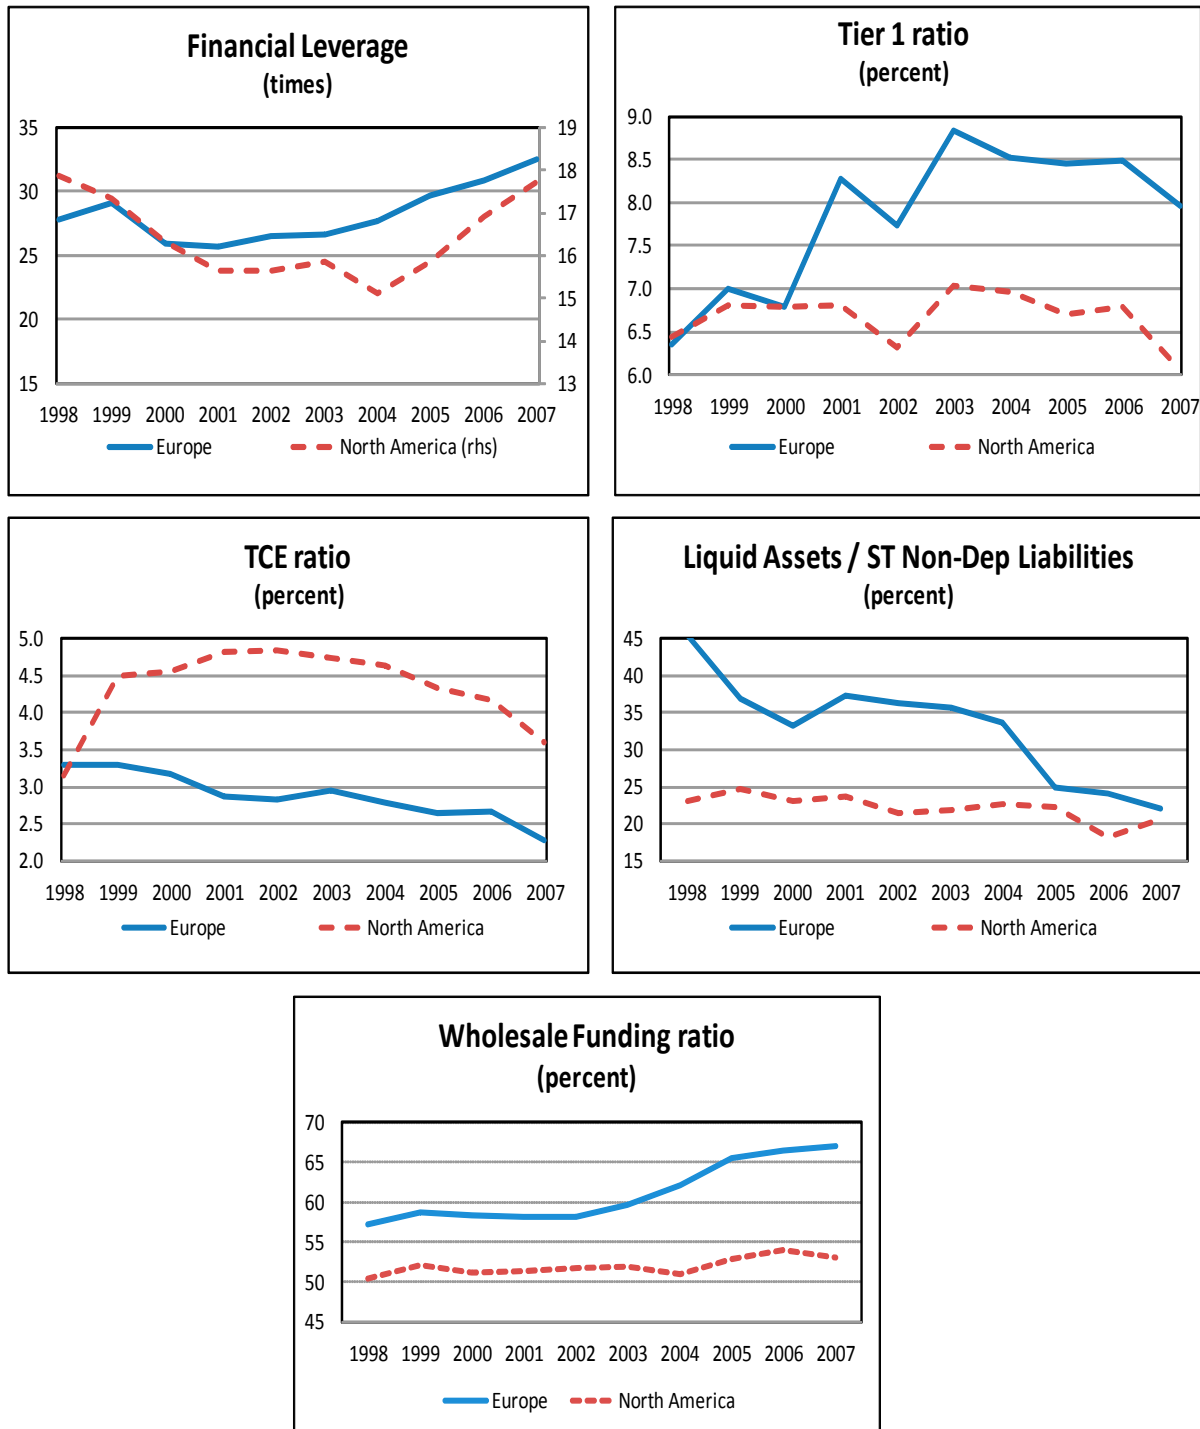 Financial Leverage
(times)
35
30
25
20
15
19
18
17
16
15
14
13
1998 1999 2000 2001 2002 2003 2004 2005 2006 2007
Europe North America (rhs)
Tier 1 ratio
(percent)
9.0
8.5
8.0
7.5
7.0
6.5
6.0
1998 1999 2000 2001 2002 2003 2004 2005 2006 2007
Europe North America
TCE ratio
(percent)
5.0
4.5
4.0
3.5
3.0
2.5
2.0
1998 1999 2000 2001 2002 2003 2004 2005 2006 2007
Europe North America
Liquid Assets / ST Non-Dep Liabilities
(percent)
45
40
35
30
25
20
15
1998 1999 2000 2001 2002 2003 2004 2005 2006 2007
Europe North America
Wholesale Funding ratio
(percent)
70
65
60
55
50
45
1998 1999 2000 2001 2002 2003 2004 2005 2006 2007
Europe North America